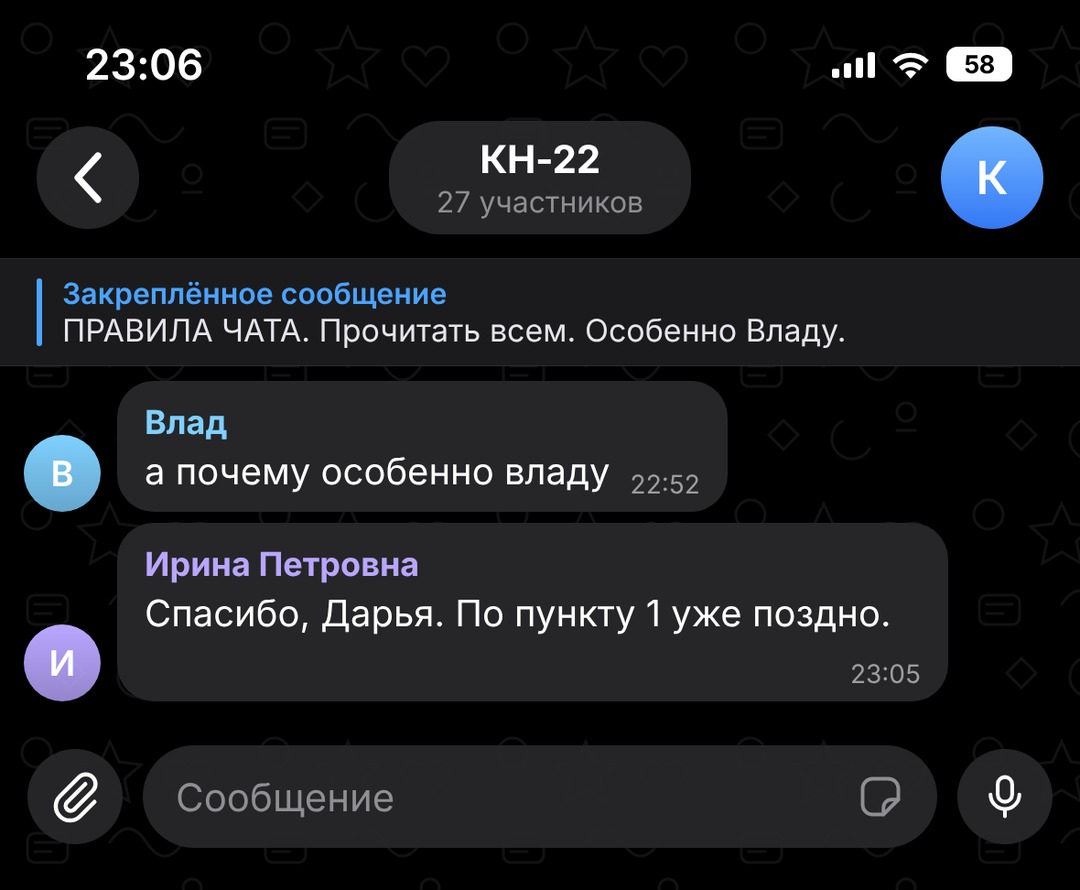 23:06
58
КН-22
27 участников
К
Закреплённое сообщение
ПРАВИЛА ЧАТА. Прочитать всем. Особенно Владу.
Влад
В
а почему особенно владу 22:52
Ирина Петровна
Спасибо, Дарья. По пункту 1 уже поздно.
И
23:05
Сообщение